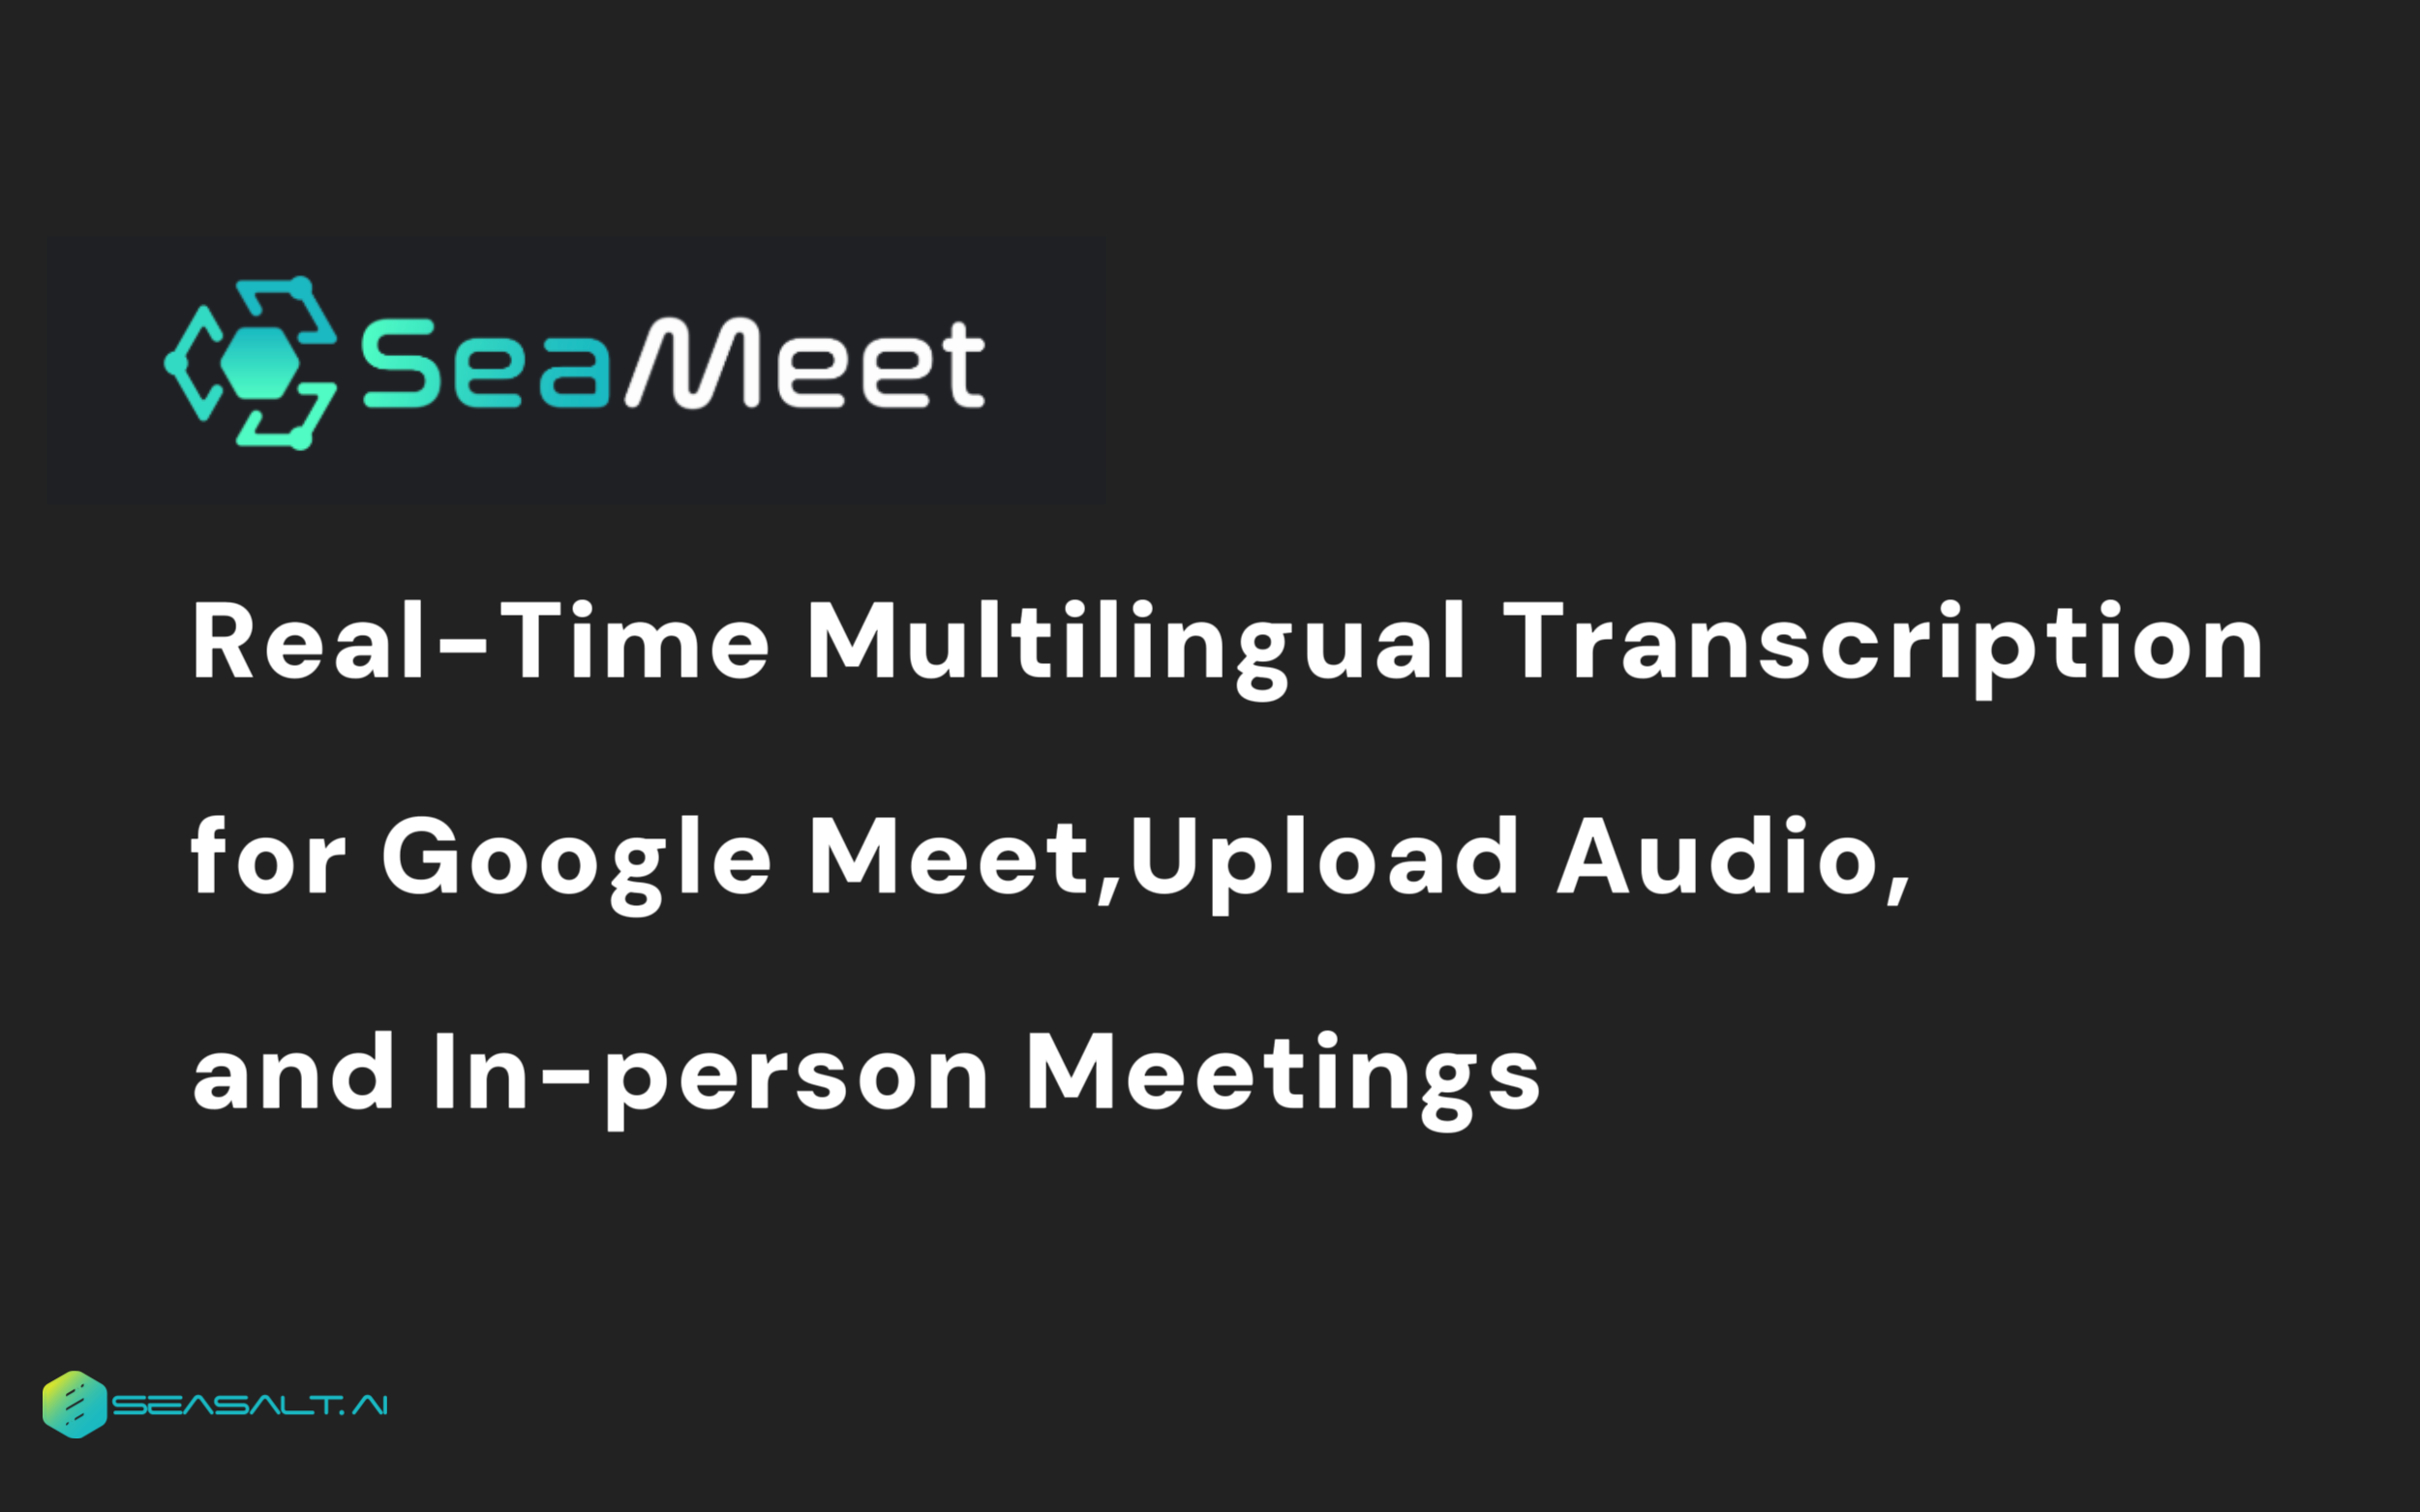 SeaMeet
Real-Time Multilingual Transcription
for Google Meet,Upload Audio,
and In-person Meetings
SEASALT.AI